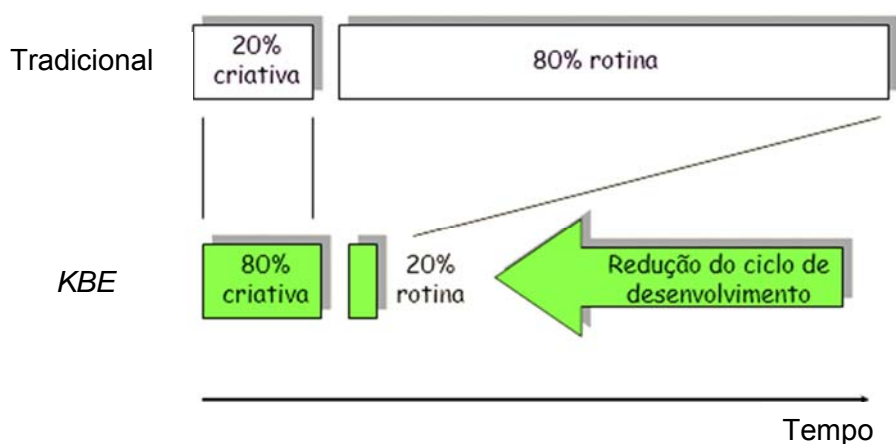 Tradicional
20%
criativa
80% rotina
KBE
80%
criativa
20%
rotina
Redução do ciclo de
desenvolvimento
Tempo